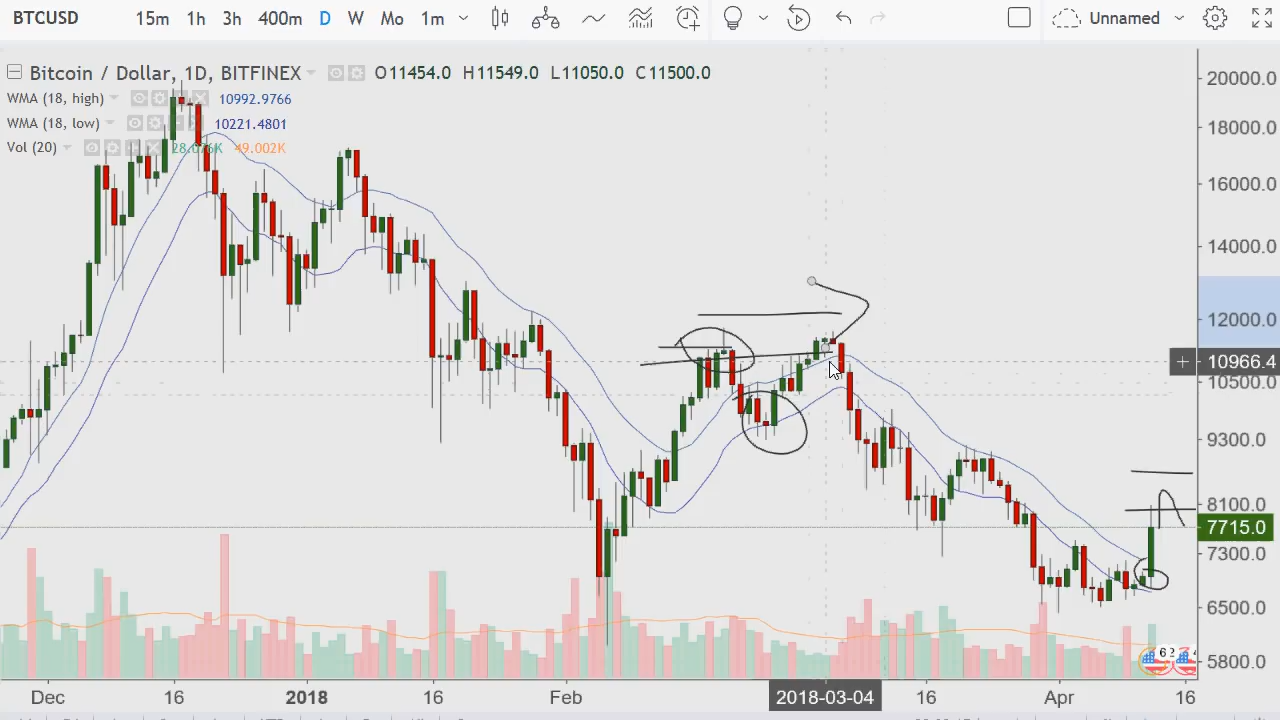 BTCUSD 15m 1h 3h 400m D W Mo 1m Unnamed
Bitcoin / Dollar, 1D, BITFINEX O11454.0 H11549.0 L11050.0 C11500.0
WMA (18, high) 10992.9766
WMA (18, low) 10221.4801
Vol (20) 28.076K 49.002K
20000.0
18000.0
16000.0
14000.0
12000.0
10966.4
10500.0
9300.0
8100.0
7715.0
7300.0
6500.0
5800.0
Dec 16 2018 16 Feb 2018-03-04 16 Apr 16